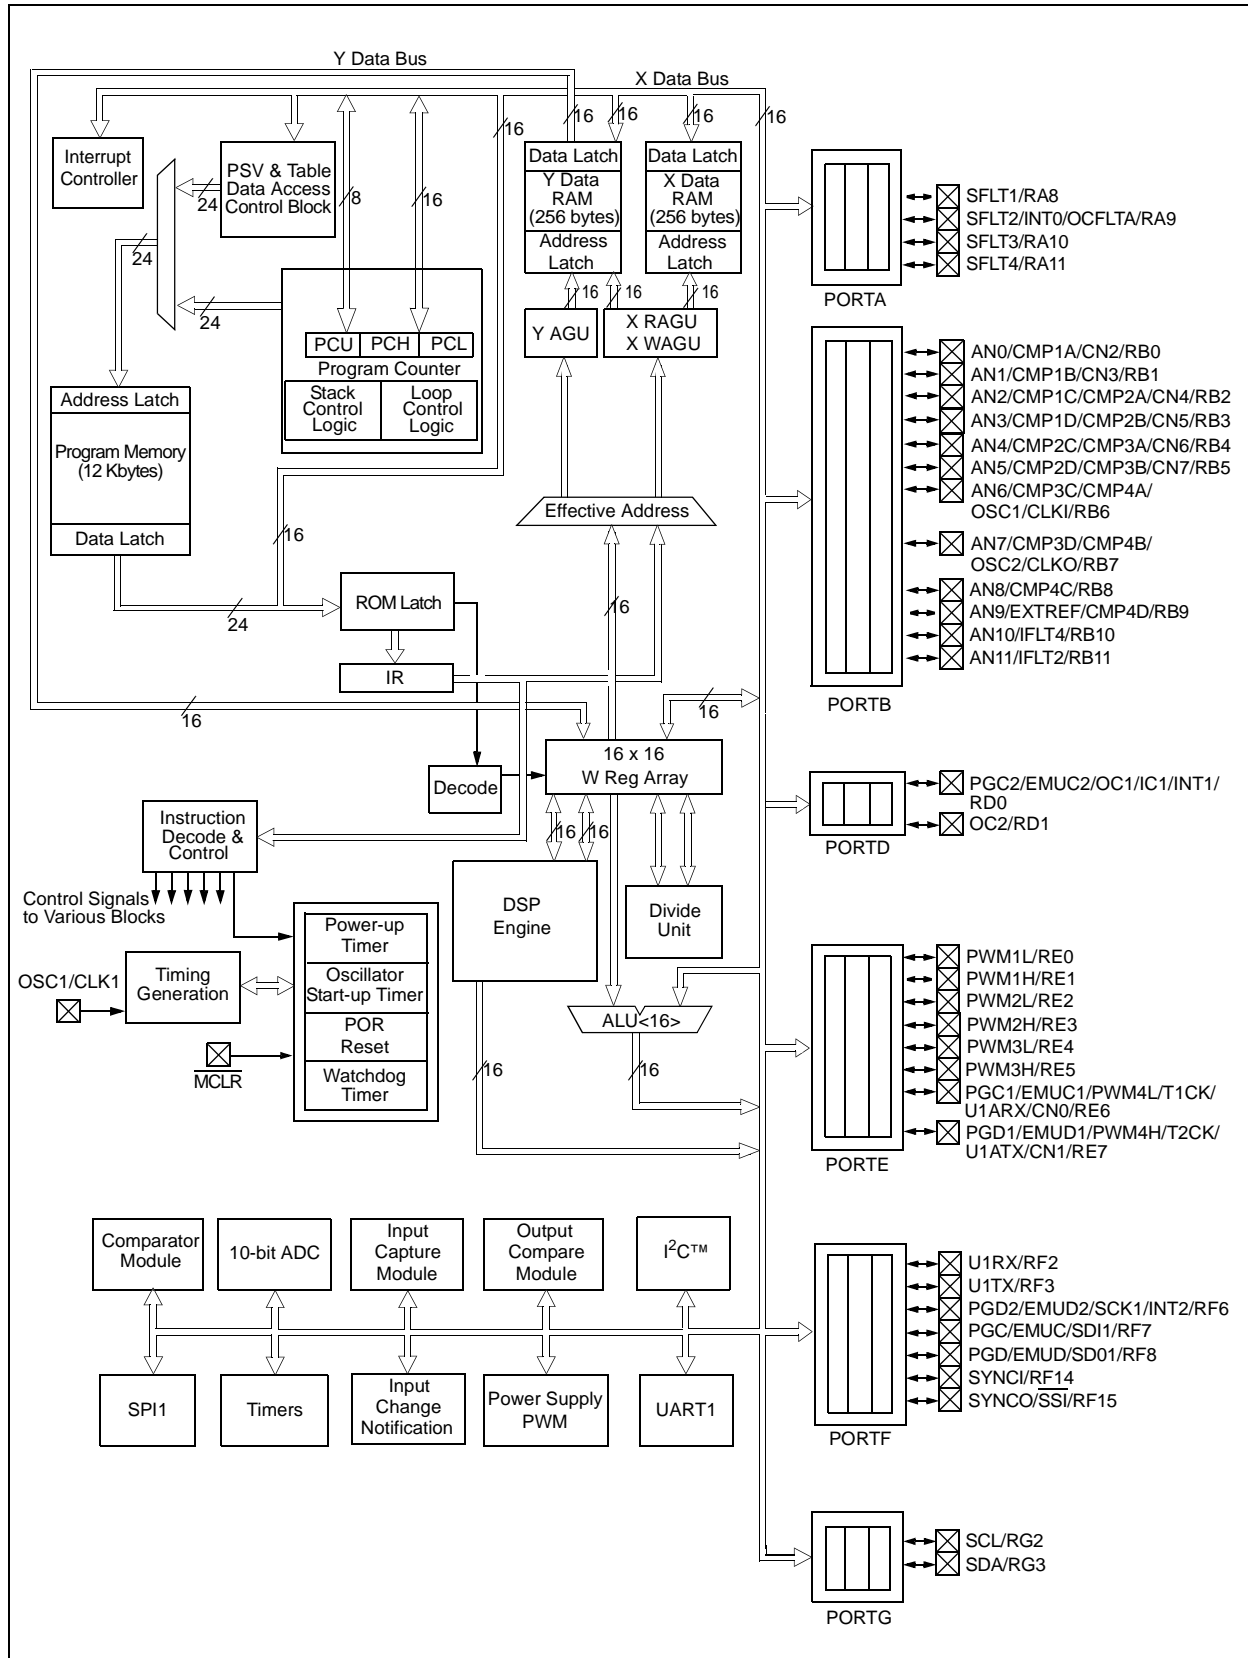 Y Data Bus
X Data Bus
16
16
16
16
16
Interrupt
Controller
PSV & Table
Data Access
Control Block
24
8
16
Data Latch
Y Data
RAM
(256 bytes)
Address
Latch
Data Latch
X Data
RAM
(256 bytes)
Address
Latch
24
24
16
16
16
Y AGU
X RAGU
X WAGU
PCU
PCH
PCL
Program Counter
Stack
Control
Logic
Loop
Control
Logic
Address Latch
Program Memory
(12 Kbytes)
Data Latch
Effective Address
16
24
ROM Latch
16
IR
16
16
16 x 16
W Reg Array
Decode
Instruction
Decode &
Control
16
16
Control Signals
to Various Blocks
DSP
Engine
Divide
Unit
Power-up
Timer
Oscillator
Start-up Timer
POR
Reset
Watchdog
Timer
OSC1/CLK1
Timing
Generation
MCLR
ALU<16>
16
16
Comparator
Module
10-bit ADC
Input
Capture
Module
Output
Compare
Module
I²C™
SPI1
Timers
Input
Change
Notification
Power Supply
PWM
UART1
SFLT1/RA8
SFLT2/INT0/OCFLTA/RA9
SFLT3/RA10
SFLT4/RA11
PORTA
AN0/CMP1A/CN2/RB0
AN1/CMP1B/CN3/RB1
AN2/CMP1C/CMP2A/CN4/RB2
AN3/CMP1D/CMP2B/CN5/RB3
AN4/CMP2C/CMP3A/CN6/RB4
AN5/CMP2D/CMP3B/CN7/RB5
AN6/CMP3C/CMP4A/
OSC1/CLKI/RB6
AN7/CMP3D/CMP4B/
OSC2/CLKO/RB7
AN8/CMP4C/RB8
AN9/EXTREF/CMP4D/RB9
AN10/IFLT4/RB10
AN11/IFLT2/RB11
PORTB
PGC2/EMUC2/OC1/IC1/INT1/
RD0
OC2/RD1
PORTD
PWM1L/RE0
PWM1H/RE1
PWM2L/RE2
PWM2H/RE3
PWM3L/RE4
PWM3H/RE5
PGC1/EMUC1/PWM4L/T1CK/
U1ARX/CN0/RE6
PGD1/EMUD1/PWM4H/T2CK/
U1ATX/CN1/RE7
PORTE
U1RX/RF2
U1TX/RF3
PGD2/EMUD2/SCK1/INT2/RF6
PGC/EMUC/SDI1/RF7
PGD/EMUD/SD01/RF8
SYNCI/RF14
SYNCO/SSI/RF15
PORTF
SCL/RG2
SDA/RG3
PORTG